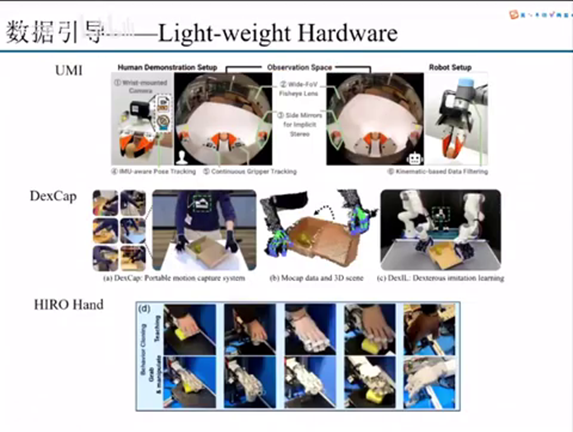 数据引导——Light-weight Hardware
UMI
Human Demonstration Setup
Observation Space
Robot Setup
① Wrist-mounted Camera
② Wide-FoV Fisheye Lens
③ Side Mirrors for Implicit Stereo
④ IMU-aware Pose Tracking
⑤ Continuous Gripper Tracking
⑥ Kinematic-based Data Filtering
DexCap
(a) DexCap: Portable motion capture system
(b) Mocap data and 3D scene
(c) DexIL: Dexterous imitation learning
HIRO Hand
(d)
Behavior Cloning
Teaching
Grab & manipulate